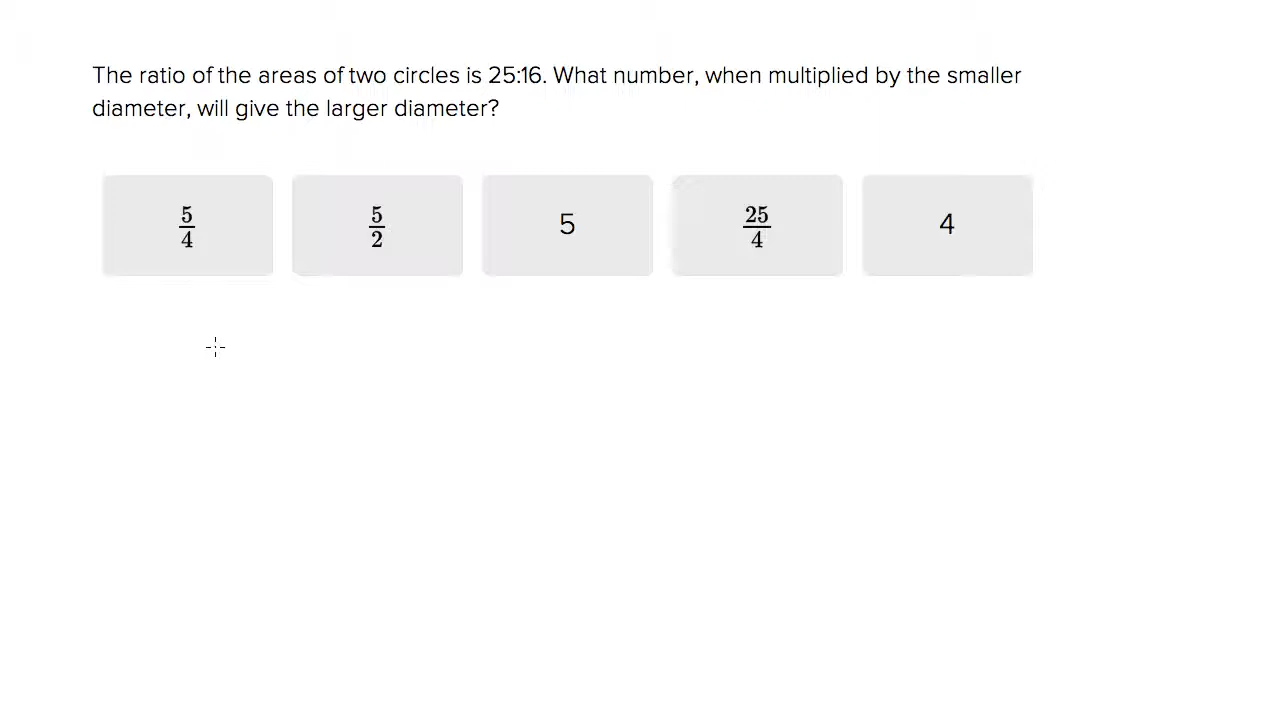 The ratio of the areas of two circles is 25:16. What number, when multiplied by the smaller
diameter, will give the larger diameter?
5/4 5/2 5 25/4 4